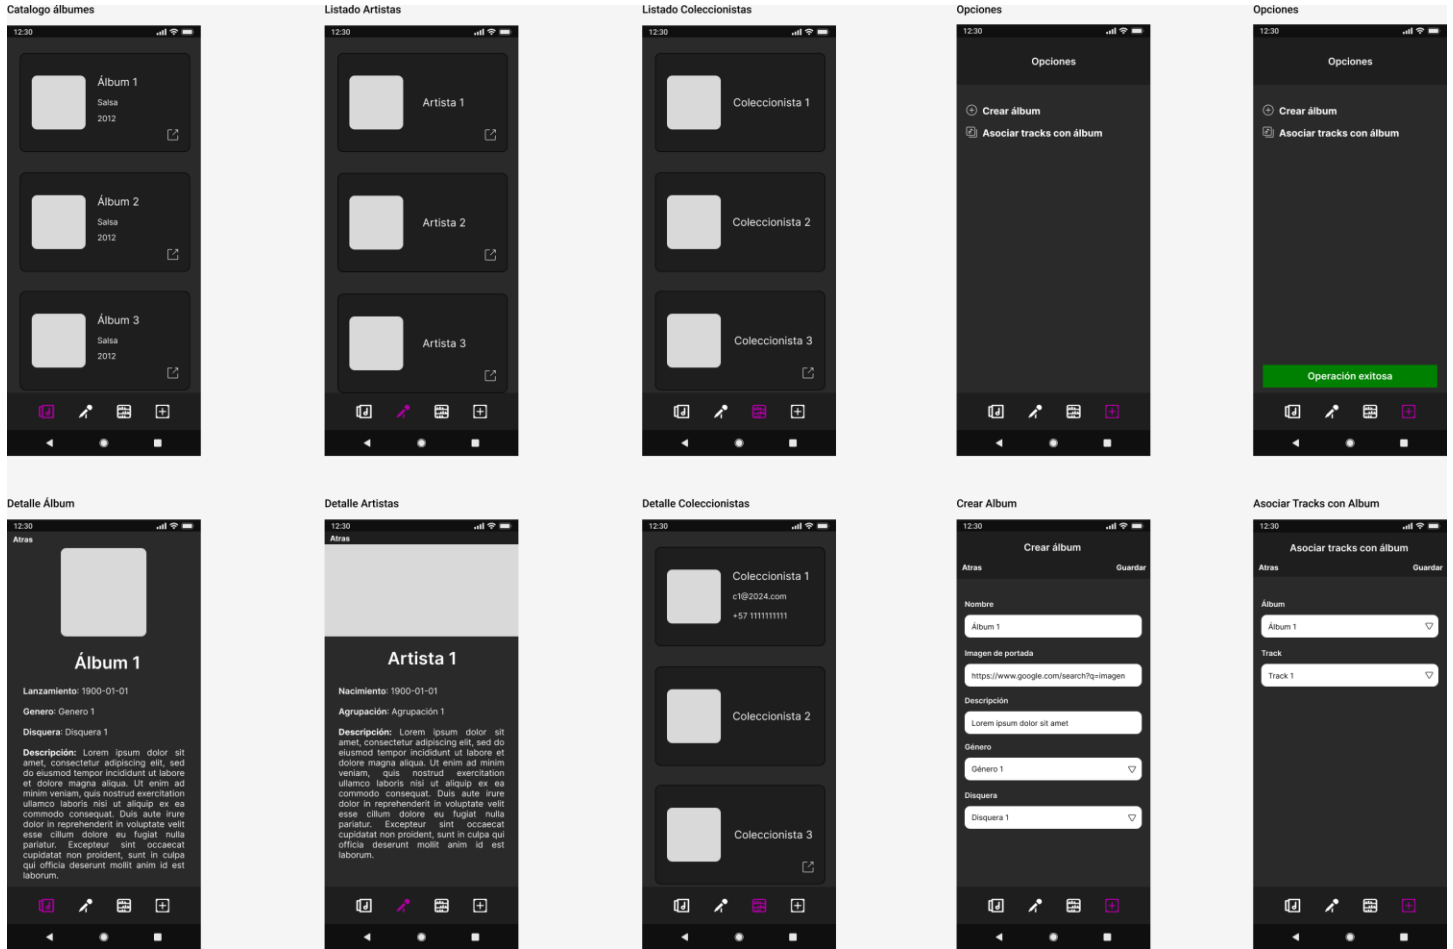 Catalogo álbumes
12:30
Álbum 1
Salsa
2012
Álbum 2
Salsa
2012
Álbum 3
Salsa
2012
Listado Artistas
12:30
Artista 1
Artista 2
Artista 3
Listado Coleccionistas
12:30
Coleccionista 1
Coleccionista 2
Coleccionista 3
Opciones
12:30
Opciones
Crear álbum
Asociar tracks con álbum
Opciones
12:30
Opciones
Crear álbum
Asociar tracks con álbum
Operación exitosa
Detalle Álbum
12:30
Atras
Álbum 1
Lanzamiento: 1900-01-01
Genero: Genero 1
Disquera: Disquera 1
Descripción: Lorem ipsum dolor sit
amet, consectetur adipiscing elit, sed
do eiusmod tempor incididunt ut labore
et dolore magna aliqua. Ut enim ad
minim veniam, quis nostrud exercitation
ullamco laboris nisi ut aliquip ex ea
commodo consequat. Duis aute irure
dolor in reprehenderit in voluptate velit
esse cillum dolore eu fugiat nulla
pariatur. Excepteur sint occaecat
cupidatat non proident, sunt in culpa
qui officia deserunt mollit anim id est
laborum.
Detalle Artistas
12:30
Atras
Artista 1
Nacimiento: 1900-01-01
Agrupación: Agrupación 1
Descripción: Lorem ipsum dolor sit
amet, consectetur adipiscing elit, sed do
eiusmod tempor incididunt ut labore et
dolore magna aliqua. Ut enim ad minim
veniam, quis nostrud exercitation
ullamco laboris nisi ut aliquip ex ea
commodo consequat. Duis aute irure
dolor in reprehenderit in voluptate velit
esse cillum dolore eu fugiat nulla
pariatur. Excepteur sint occaecat
cupidatat non proident, sunt in culpa qui
officia deserunt mollit anim id est
laborum.
Detalle Coleccionistas
12:30
Coleccionista 1
c1@2024.com
+57 1111111111
Coleccionista 2
Coleccionista 3
Crear Album
12:30
Crear álbum
Atras Guardar
Nombre
Álbum 1
Imagen de portada
https://www.google.com/search?q=imagen
Descripción
Lorem ipsum dolor sit amet
Género
Género 1
Disquera
Disquera 1
Asociar Tracks con Album
12:30
Asociar tracks con álbum
Atras Guardar
Álbum
Álbum 1
Track
Track 1